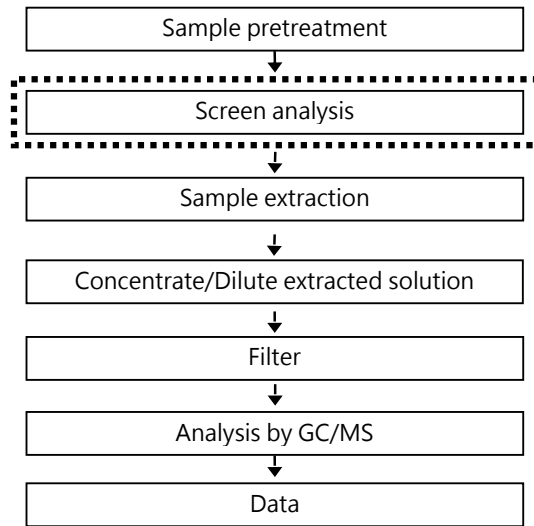 Sample pretreatment
Screen analysis
Sample extraction
Concentrate/Dilute extracted solution
Filter
Analysis by GC/MS
Data